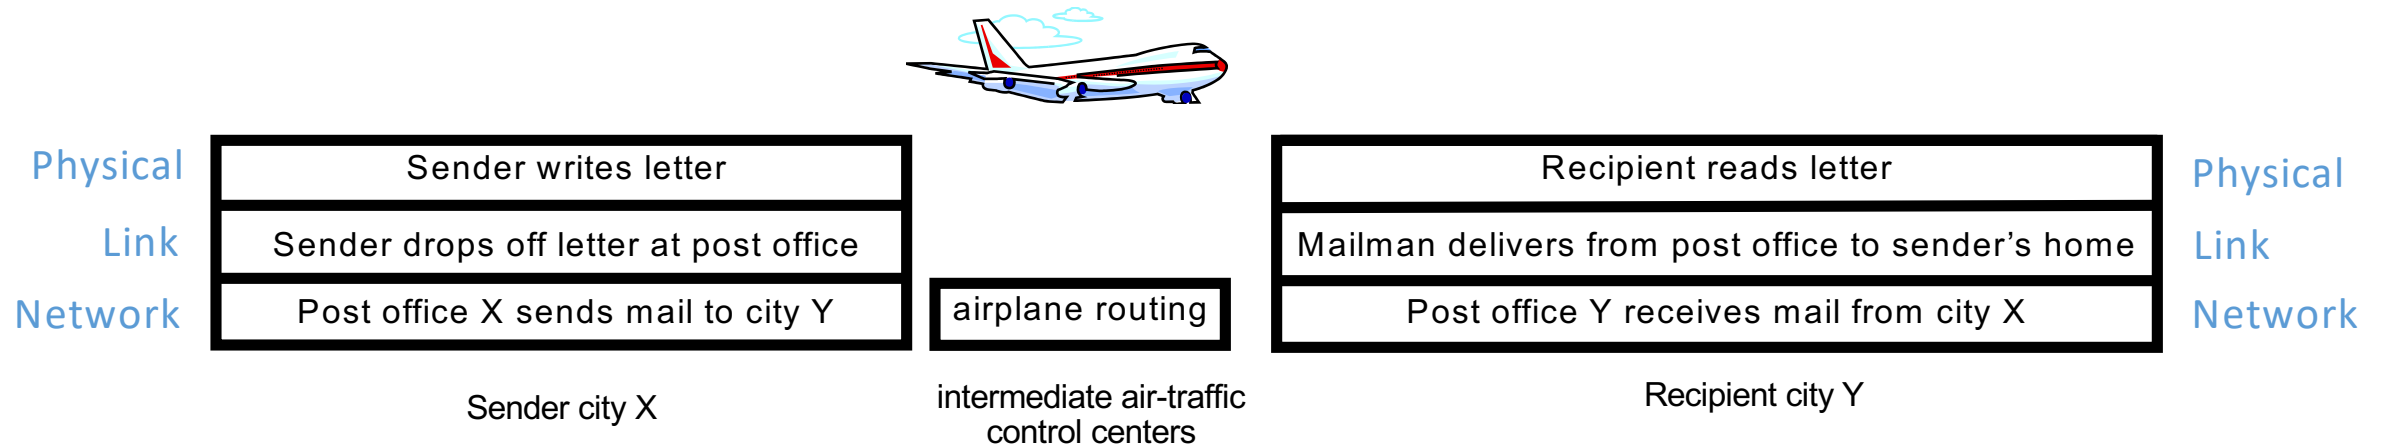 Physical
Sender writes letter
Recipient reads letter
Physical
Link
Sender drops off letter at post office
Mailman delivers from post office to sender’s home
Link
Network
Post office X sends mail to city Y
airplane routing
Post office Y receives mail from city X
Network
Sender city X
intermediate air-traffic
control centers
Recipient city Y